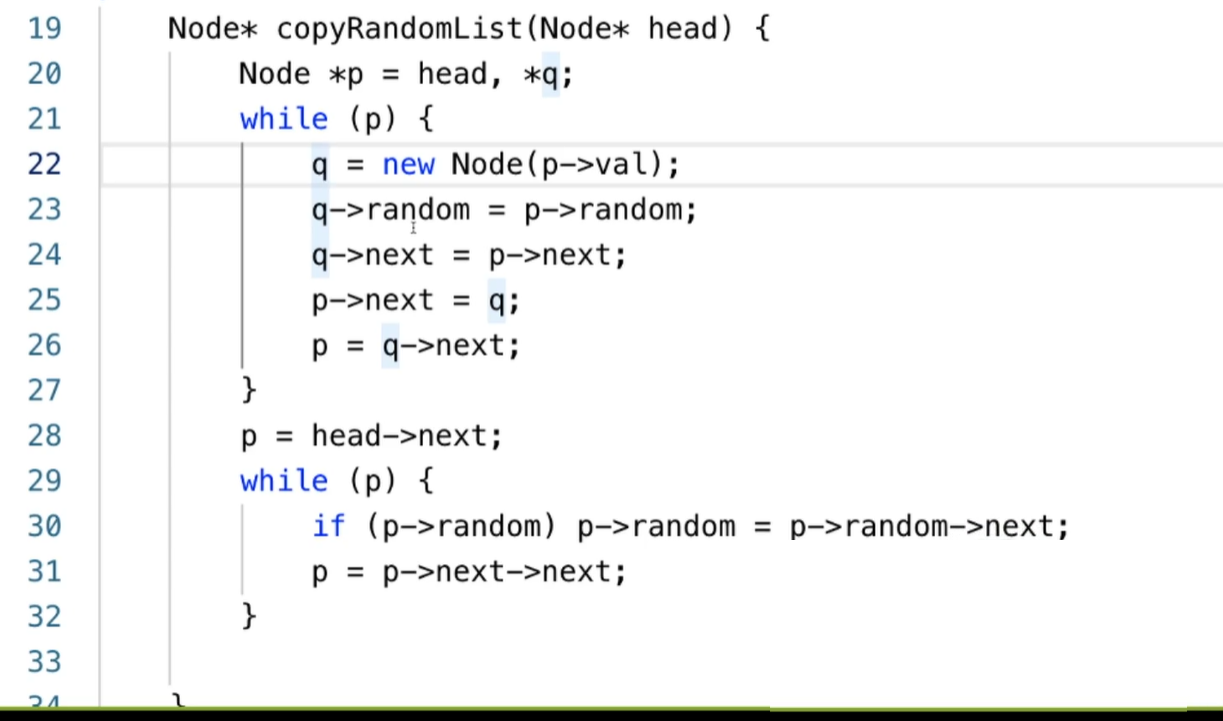 19 Node* copyRandomList(Node* head) {
20 Node *p = head, *q;
21 while (p) {
22 q = new Node(p->val);
23 q->random = p->random;
24 q->next = p->next;
25 p->next = q;
26 p = q->next;
27 }
28 p = head->next;
29 while (p) {
30 if (p->random) p->random = p->random->next;
31 p = p->next->next;
32 }
33
34 }